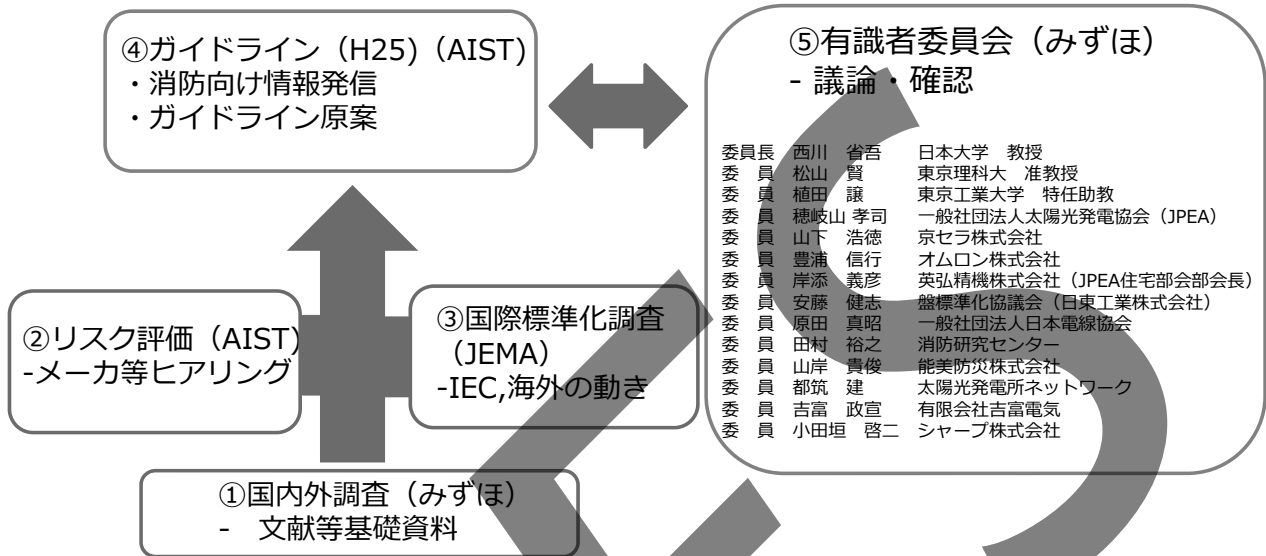 ④ガイドライン（H25)（AIST)
・消防向け情報発信
・ガイドライン原案
⑤有識者委員会（みずほ）
- 議論・確認
委員長 西川 省吾 日本大学 教授
委 員 松山 賢 東京理科大 准教授
委 員 植田 譲 東京工業大学 特任助教
委 員 穂岐山 孝司 一般社団法人太陽光発電協会（JPEA）
委 員 山下 浩徳 京セラ株式会社
委 員 豊浦 信行 オムロン株式会社
委 員 岸添 義彦 英弘精機株式会社（JPEA住宅部会部会長）
委 員 安藤 健志 盤標準化協議会（日東工業株式会社）
委 員 原田 真昭 一般社団法人日本電線協会
委 員 田村 裕之 消防研究センター
委 員 山岸 貴俊 能美防災株式会社
委 員 都筑 建 太陽光発電所ネットワーク
委 員 吉富 政宣 有限会社吉富電気
委 員 小田垣 啓二 シャープ株式会社
②リスク評価（AIST)
-メーカ等ヒアリング
③国際標準化調査
（JEMA）
-IEC,海外の動き
①国内外調査（みずほ）
- 文献等基礎資料